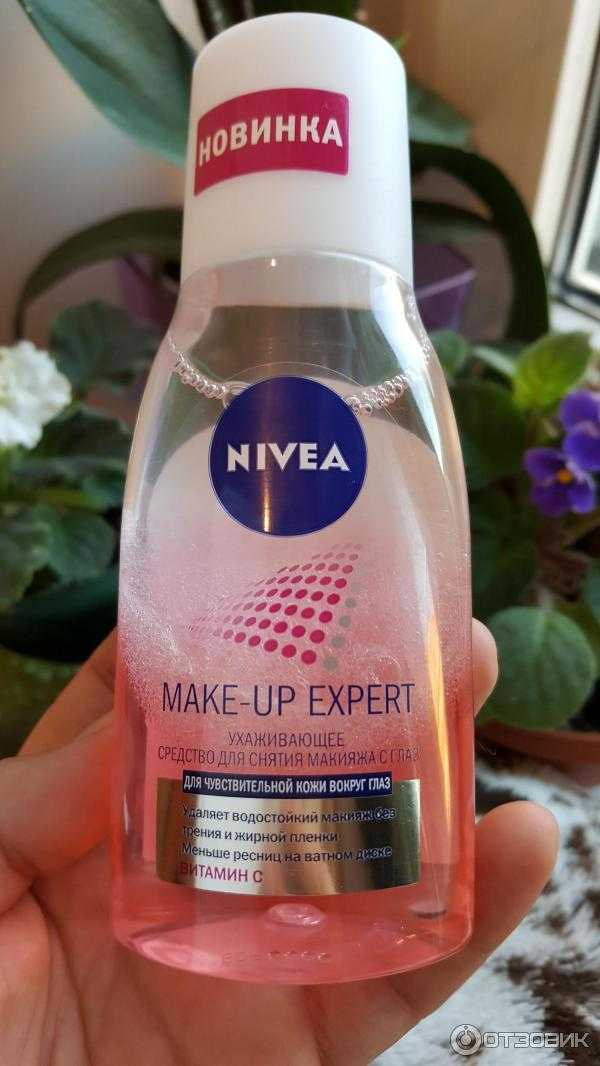 НОВИНКА
NIVEA
MAKE-UP EXPERT
УХАЖИВАЮЩЕЕ
СРЕДСТВО ДЛЯ СНЯТИЯ МАКИЯЖА С ГЛАЗ
ДЛЯ ЧУВСТВИТЕЛЬНОЙ КОЖИ ВОКРУГ ГЛАЗ
Удаляет водостойкий макияж без
трения и жирной пленки
Меньше ресниц на ватном диске
ВИТАМИН С
ОТЗОВИК